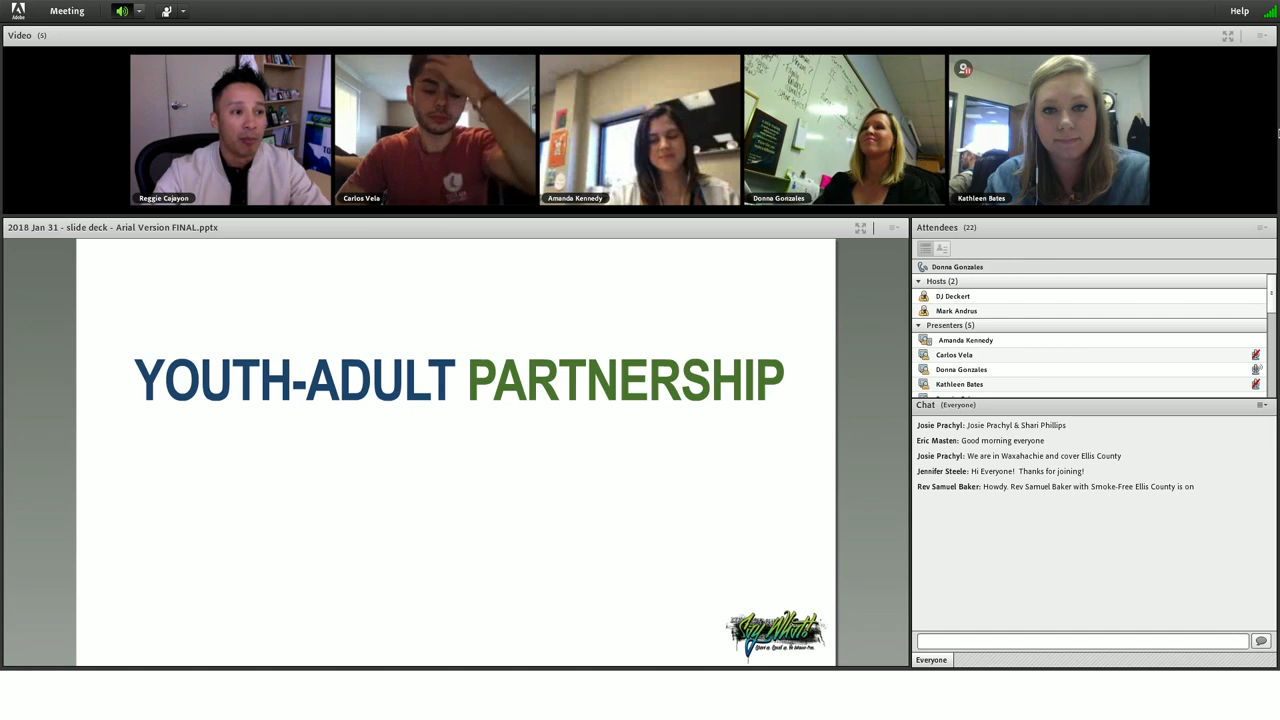 Adobe
Meeting
Help
Video (5)
Reggie Cajayon
Carlos Vela
Amanda Kennedy
Donna Gonzales
Kathleen Bates
2018 Jan 31 - slide deck - Arial Version FINAL.pptx
YOUTH-ADULT PARTNERSHIP
Say What!
Attendees (22)
Donna Gonzales
Hosts (2)
DJ Deckert
Mark Andrus
Presenters (5)
Amanda Kennedy
Carlos Vela
Donna Gonzales
Kathleen Bates
Chat (Everyone)
Josie Prachyl: Josie Prachyl & Shari Phillips
Eric Masten: Good morning everyone
Josie Prachyl: We are in Waxahachie and cover Ellis County
Jennifer Steele: Hi Everyone! Thanks for joining!
Rev Samuel Baker: Howdy. Rev Samuel Baker with Smoke-Free Ellis County is on
Everyone